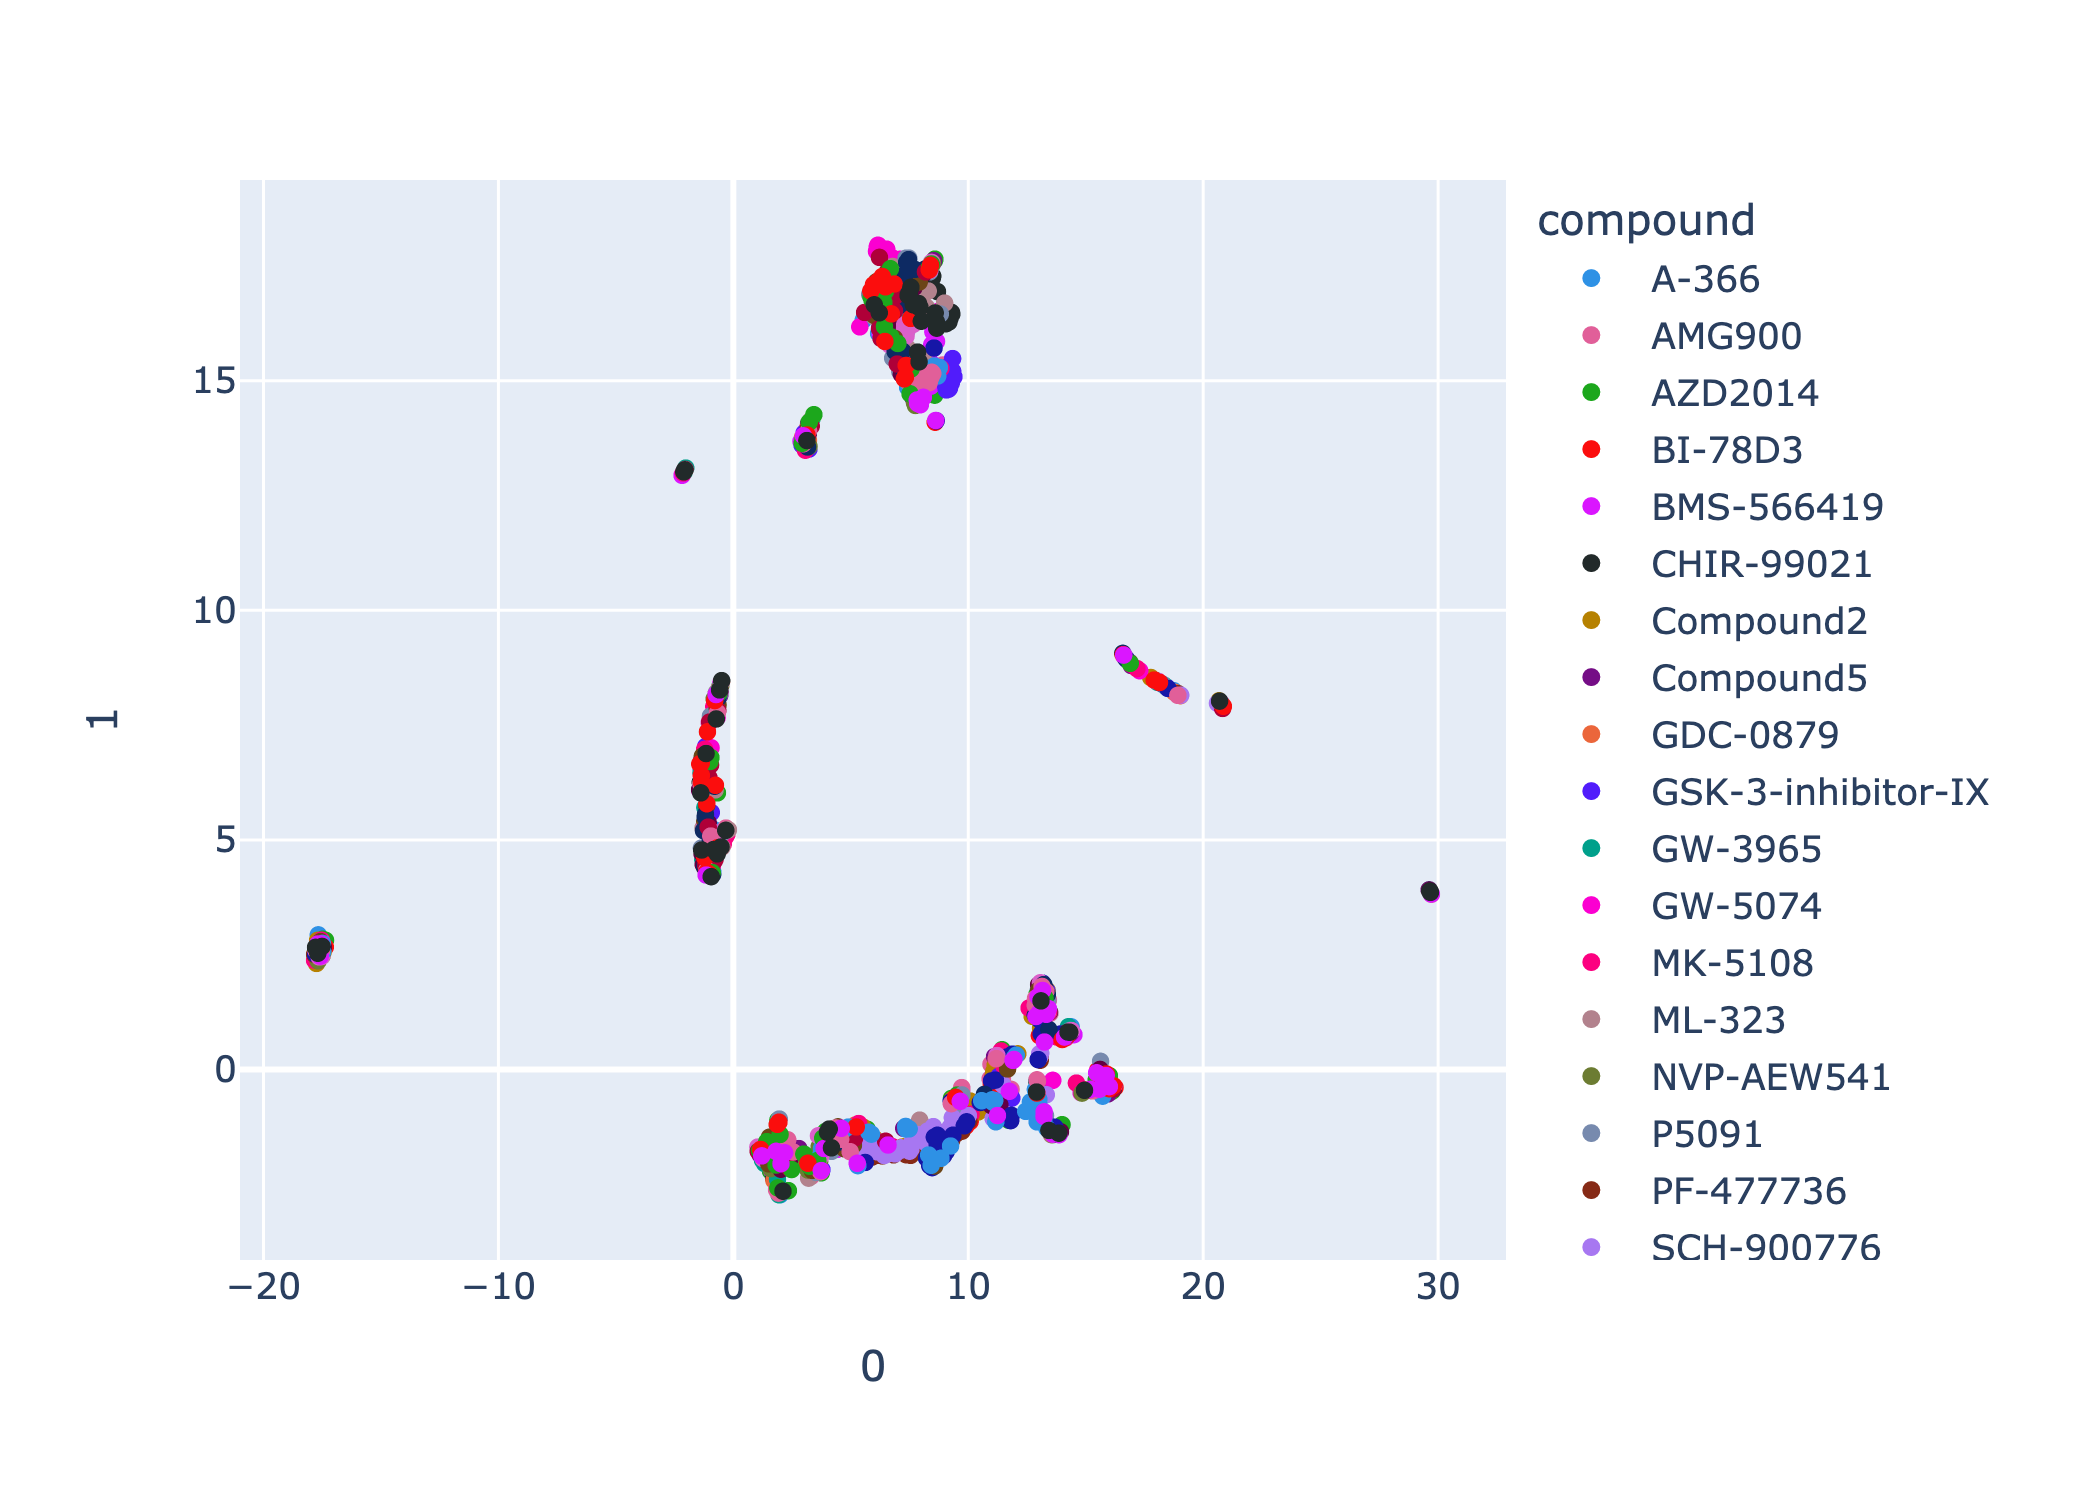 compound
A-366
AMG900
AZD2014
BI-78D3
BMS-566419
CHIR-99021
Compound2
Compound5
GDC-0879
GSK-3-inhibitor-IX
GW-3965
GW-5074
MK-5108
ML-323
NVP-AEW541
P5091
PF-477736
SCH-900776
15
10
5
0
1
−20 −10 0 10 20 30
0